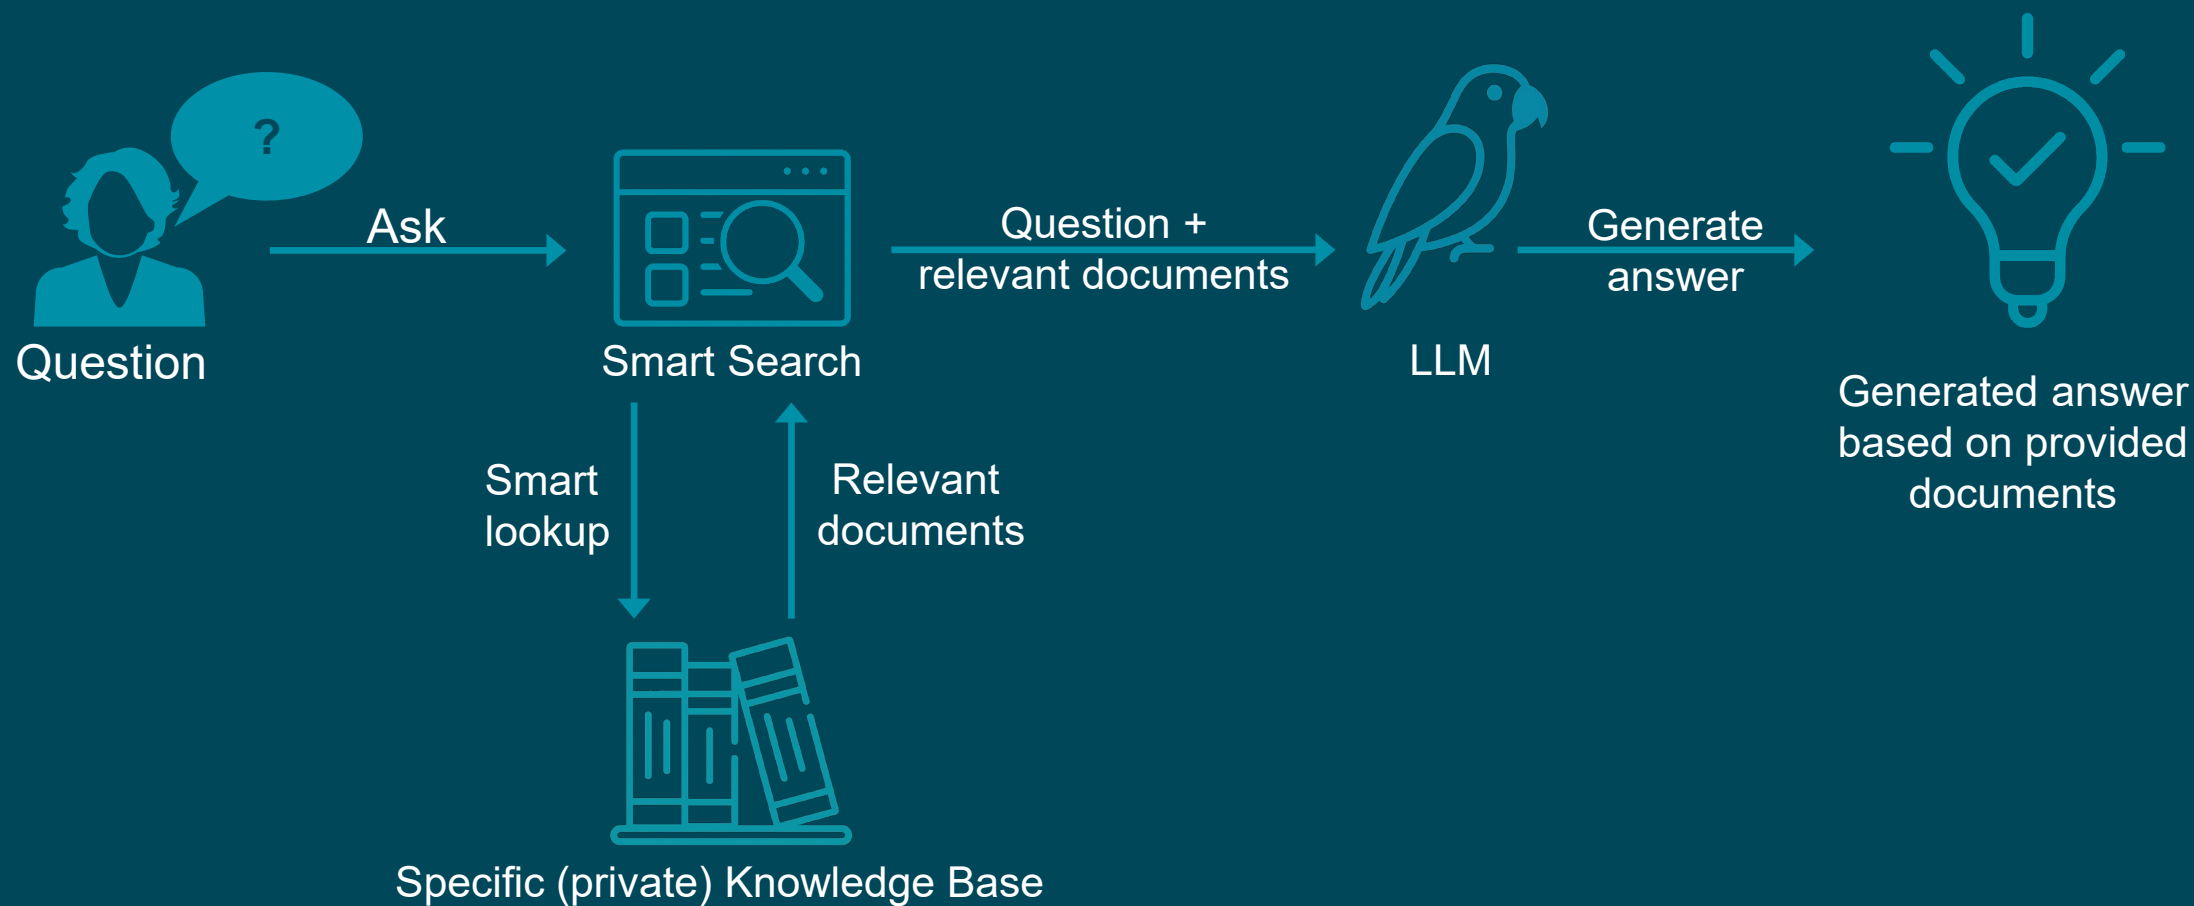 ?
Ask
Question
Smart Search
Question +
relevant documents
LLM
Generate
answer
Generated answer
based on provided
documents
Smart
lookup
Relevant
documents
Specific (private) Knowledge Base